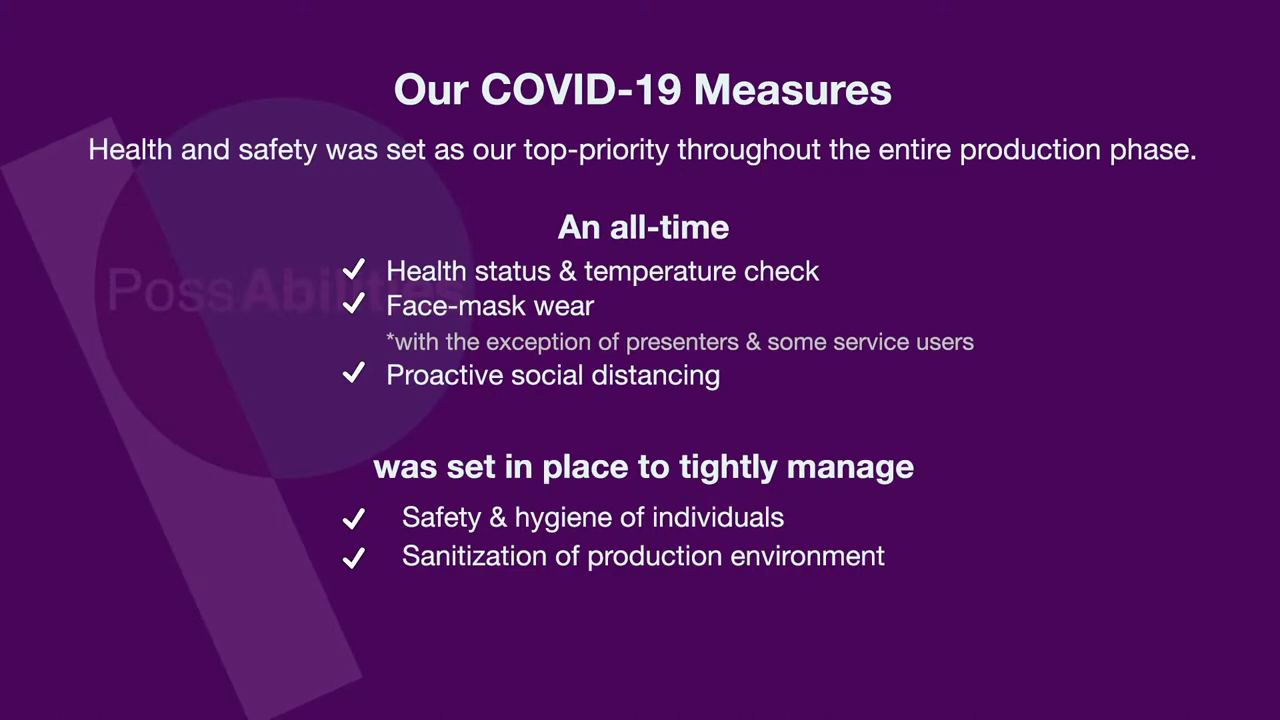 Our COVID-19 Measures
Health and safety was set as our top-priority throughout the entire production phase.
An all-time
Health status & temperature check
PossAbilities
Face-mask wear
*with the exception of presenters & some service users
Proactive social distancing
was set in place to tightly manage
Safety & hygiene of individuals
Sanitization of production environment